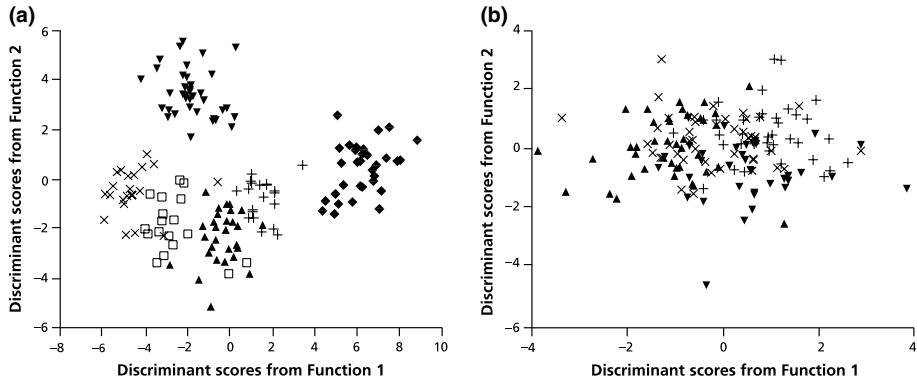 (a)
Discriminant scores from Function 2
6
4
2
0
−2
−4
−6
−8 −6 −4 −2 0 2 4 6 8 10
Discriminant scores from Function 1
(b)
Discriminant scores from Function 2
4
2
0
−2
−4
−6
−4 −2 0 2 4
Discriminant scores from Function 1